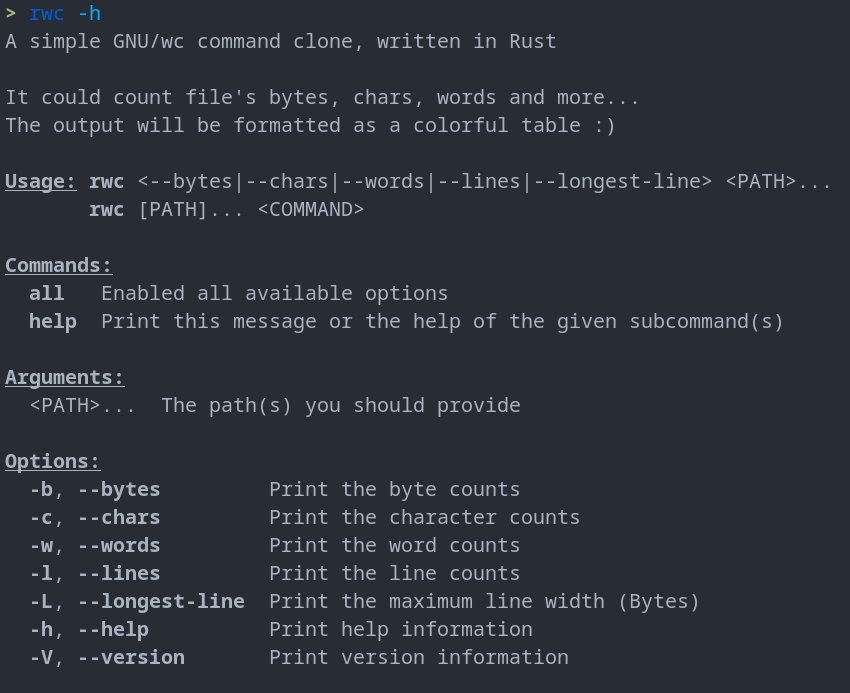 > rwc -h
A simple GNU/wc command clone, written in Rust
It could count file's bytes, chars, words and more...
The output will be formatted as a colorful table :)
Usage: rwc <--bytes|--chars|--words|--lines|--longest-line> <PATH>...
rwc [PATH]... <COMMAND>
Commands:
all   Enabled all available options
help  Print this message or the help of the given subcommand(s)
Arguments:
<PATH>...  The path(s) you should provide
Options:
-b, --bytes         Print the byte counts
-c, --chars         Print the character counts
-w, --words         Print the word counts
-l, --lines         Print the line counts
-L, --longest-line  Print the maximum line width (Bytes)
-h, --help          Print help information
-V, --version       Print version information